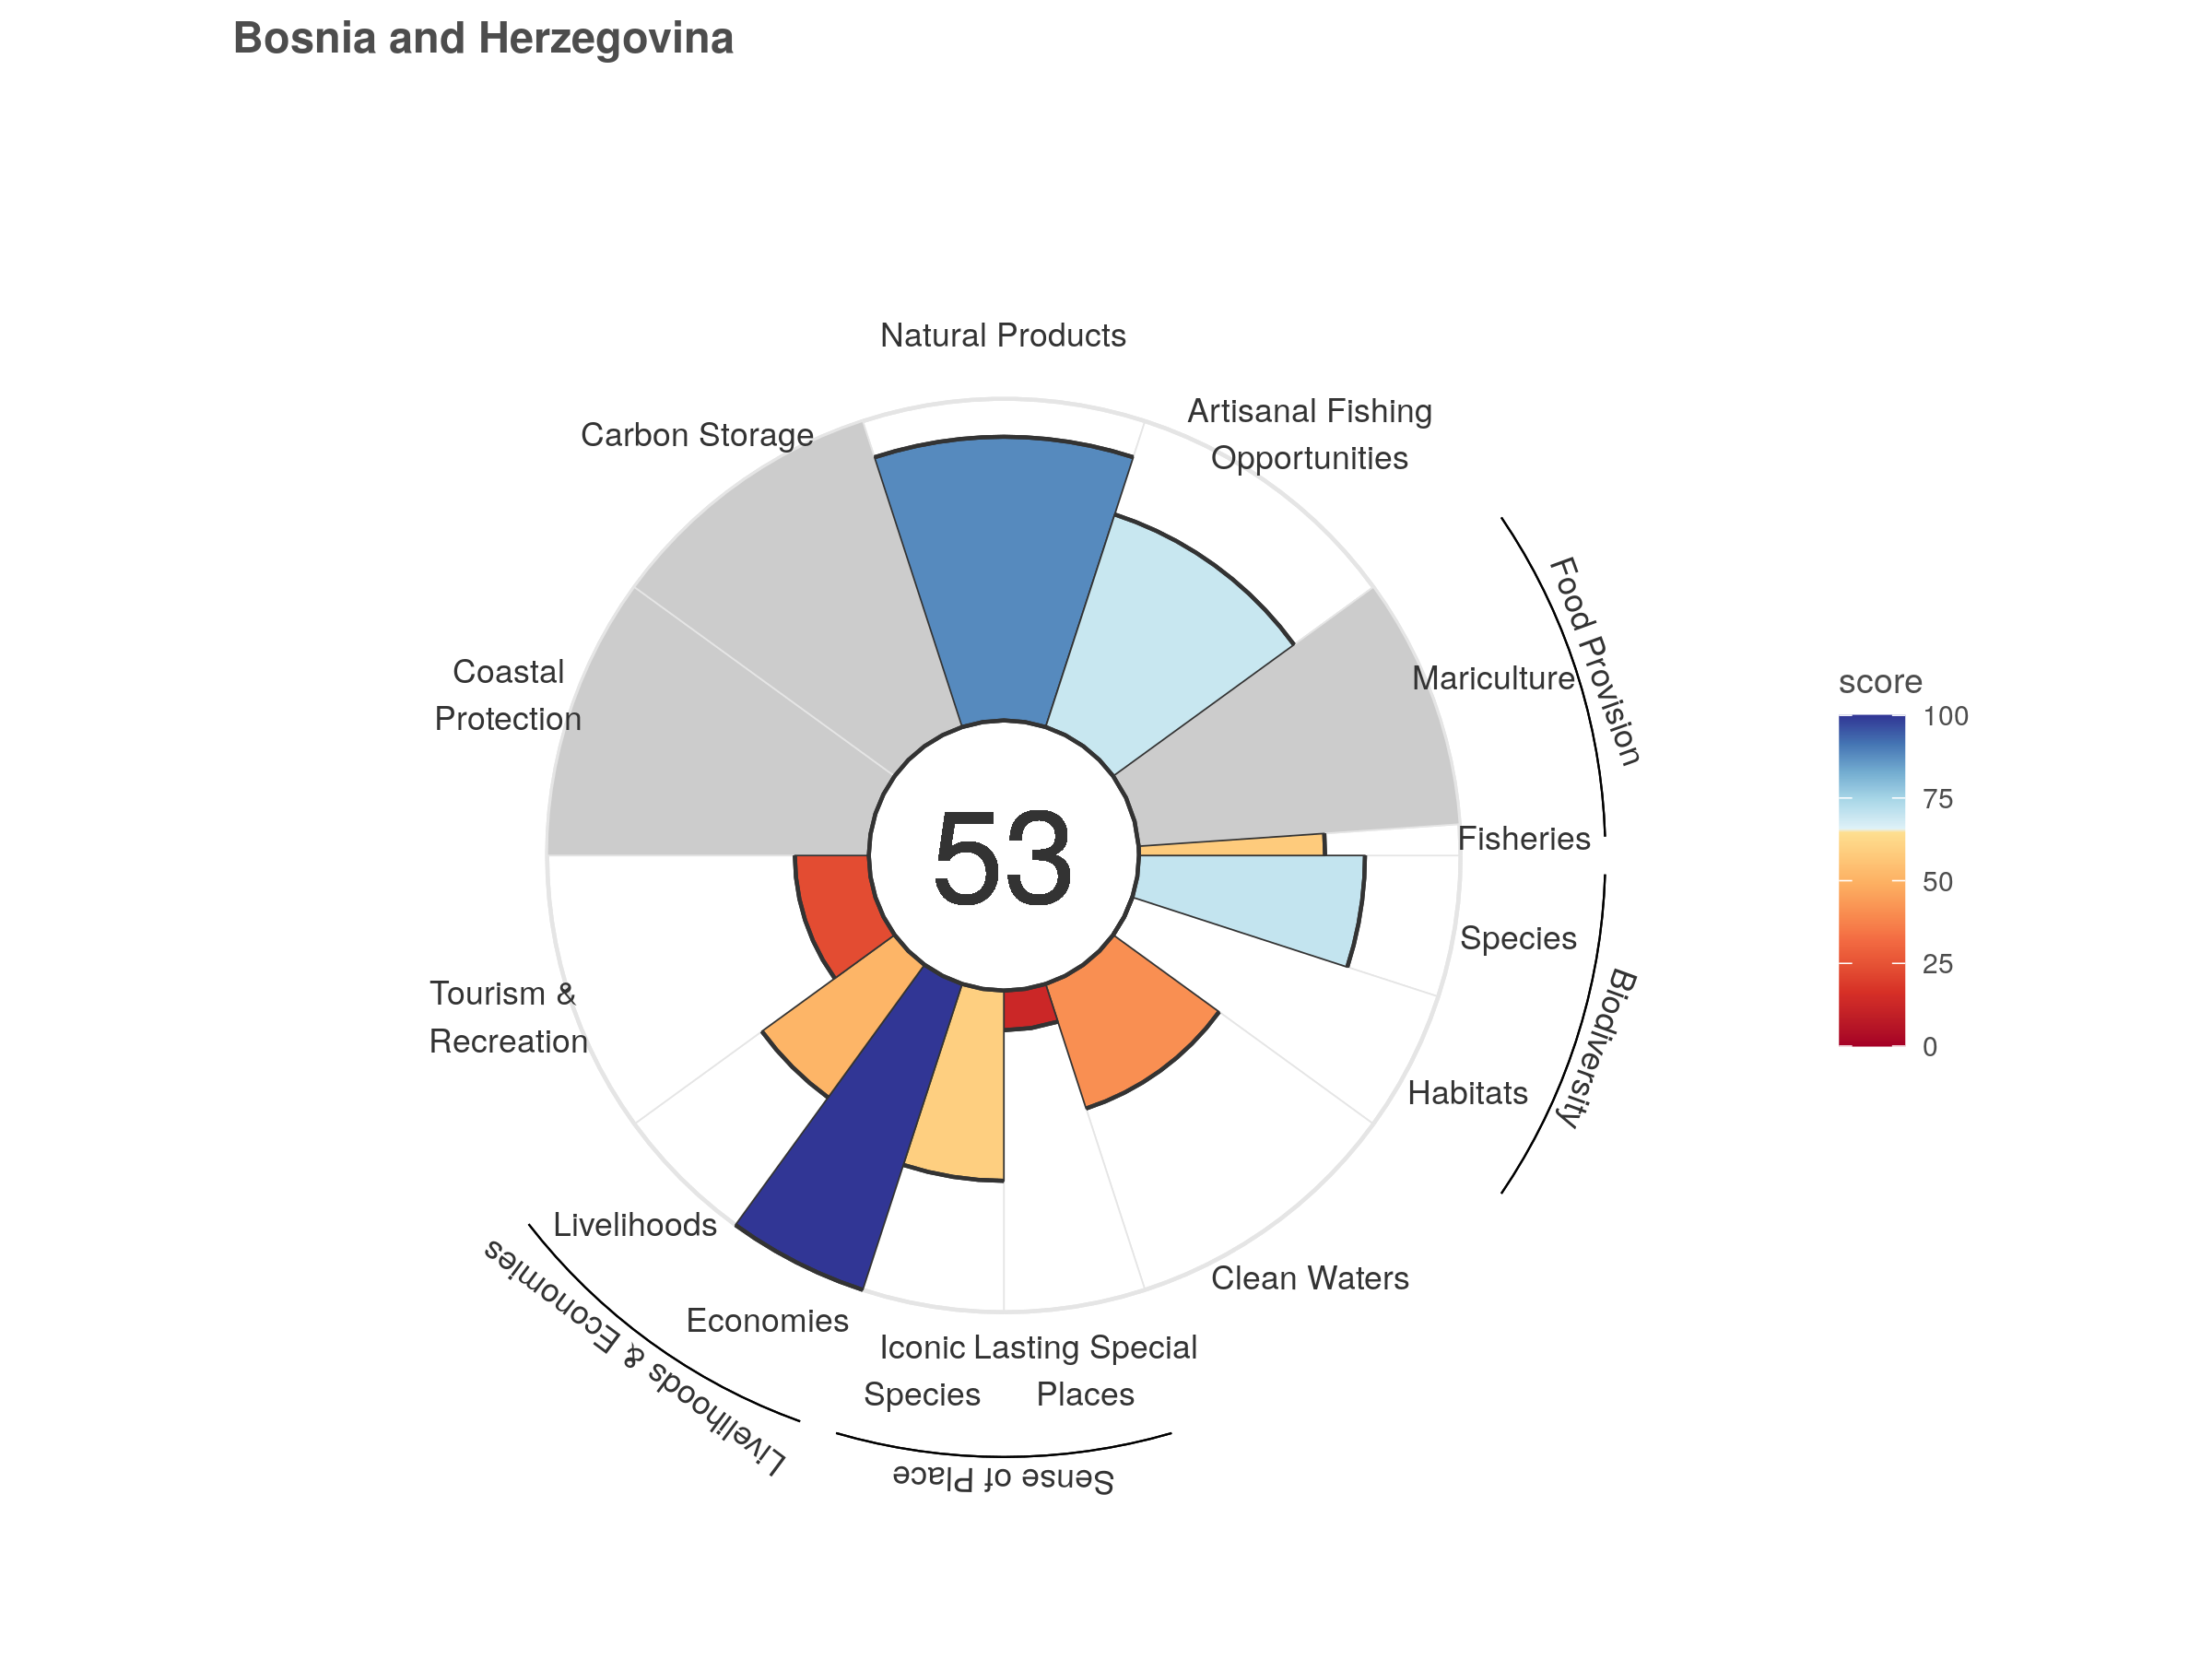 Bosnia and Herzegovina
Natural Products
Artisanal Fishing
Opportunities
Carbon Storage
Food Provision
Coastal
Protection
Mariculture
score
100
75
50
25
0
53
Fisheries
Species
Biodiversity
Tourism &
Recreation
Habitats
Livelihoods
Clean Waters
Economies
Livelihoods & Economies
Iconic
Species
Lasting Special
Places
Sense of Place